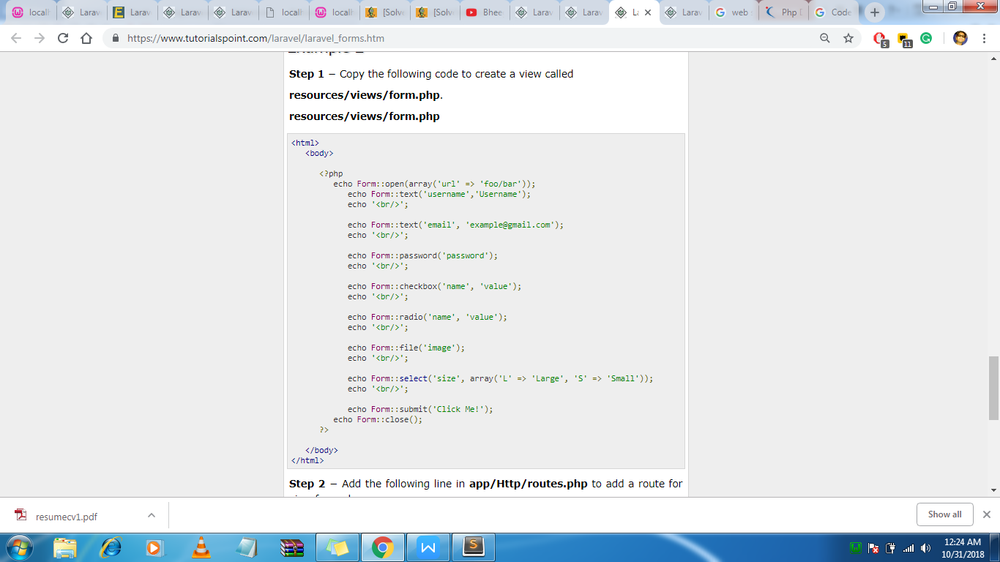 locall
Larav
Larav
Larav
Larav
localh
localh
[Solve
[Solve
Bhee
Larav
Larav
La
Larav
web
Php D
Code
https://www.tutorialspoint.com/laravel/laravel_forms.htm
5
11
Step 1 − Copy the following code to create a view called
resources/views/form.php.
resources/views/form.php
<html>
<body>
<?php
echo Form::open(array('url' => 'foo/bar'));
echo Form::text('username','Username');
echo '<br/>';
echo Form::text('email', 'example@gmail.com');
echo '<br/>';
echo Form::password('password');
echo '<br/>';
echo Form::checkbox('name', 'value');
echo '<br/>';
echo Form::radio('name', 'value');
echo '<br/>';
echo Form::file('image');
echo '<br/>';
echo Form::select('size', array('L' => 'Large', 'S' => 'Small'));
echo '<br/>';
echo Form::submit('Click Me!');
echo Form::close();
?>
</body>
</html>
Step 2 − Add the following line in app/Http/routes.php to add a route for
resumecv1.pdf
Show all
12:24 AM
10/31/2018